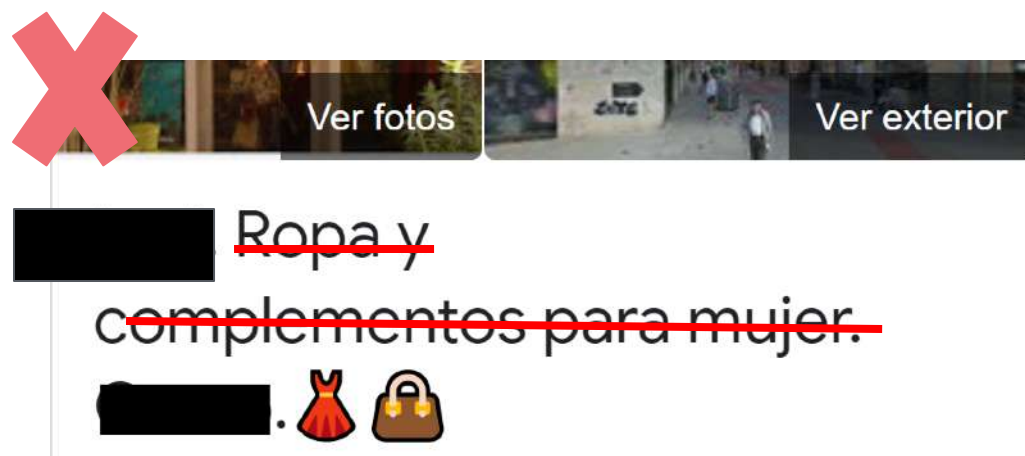 Ver fotos Ver exterior
Ropa y
complementos para mujer.
.👗👜